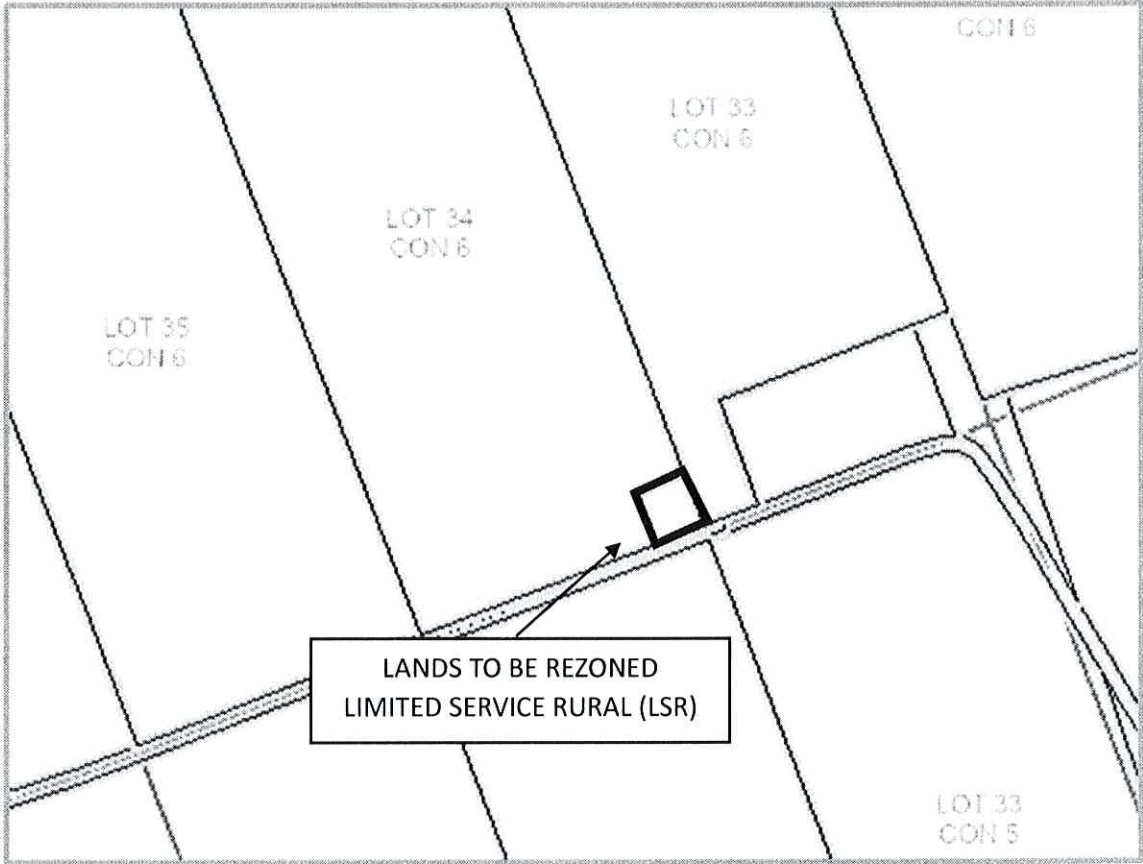 CON 6
LOT 33
CON 6
LOT 34
CON 6
LOT 35
CON 6
LANDS TO BE REZONED
LIMITED SERVICE RURAL (LSR)
LOT 33
CON 5